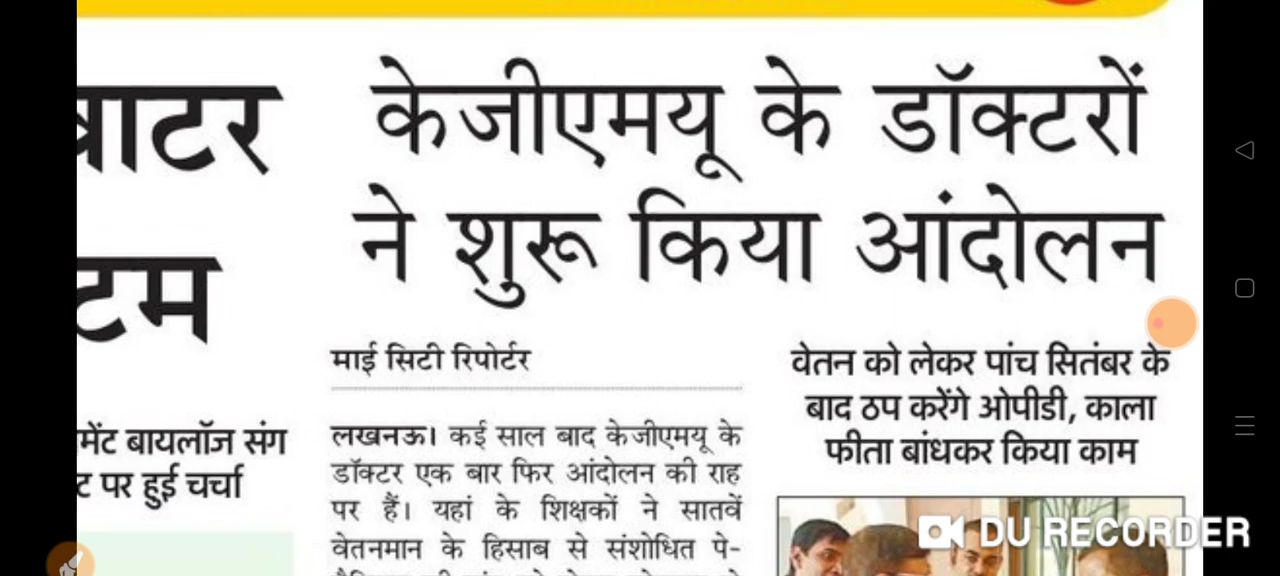 केजीएमयू के डॉक्टरों
ने शुरू किया आंदोलन
माई सिटी रिपोर्टर
लखनऊ। कई साल बाद केजीएमयू के
डॉक्टर एक बार फिर आंदोलन की राह
पर हैं। यहां के शिक्षकों ने सातवें
वेतनमान के हिसाब से संशोधित पे-
वेतन को लेकर पांच सितंबर के
बाद ठप करेंगे ओपीडी, काला
फीता बांधकर किया काम
टम
बायलॉज संग
पर हुई चर्चा
DU RECORDER